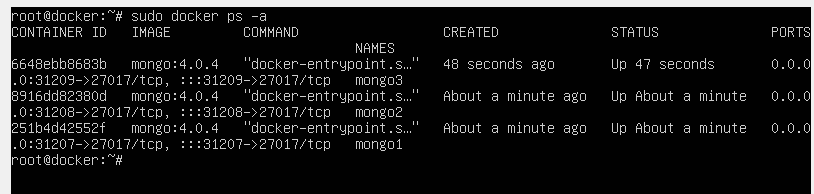 root@docker:~# sudo docker ps -a
CONTAINER ID   IMAGE         COMMAND                  CREATED              STATUS              PORTS
                                           NAMES
6648ebb8683b   mongo:4.0.4   "docker-entrypoint.s…"   48 seconds ago       Up 47 seconds       0.0.0
.0:31209->27017/tcp, :::31209->27017/tcp   mongo3
8916dd82380d   mongo:4.0.4   "docker-entrypoint.s…"   About a minute ago   Up About a minute   0.0.0
.0:31208->27017/tcp, :::31208->27017/tcp   mongo2
251b4d42552f   mongo:4.0.4   "docker-entrypoint.s…"   About a minute ago   Up About a minute   0.0.0
.0:31207->27017/tcp, :::31207->27017/tcp   mongo1
root@docker:~#